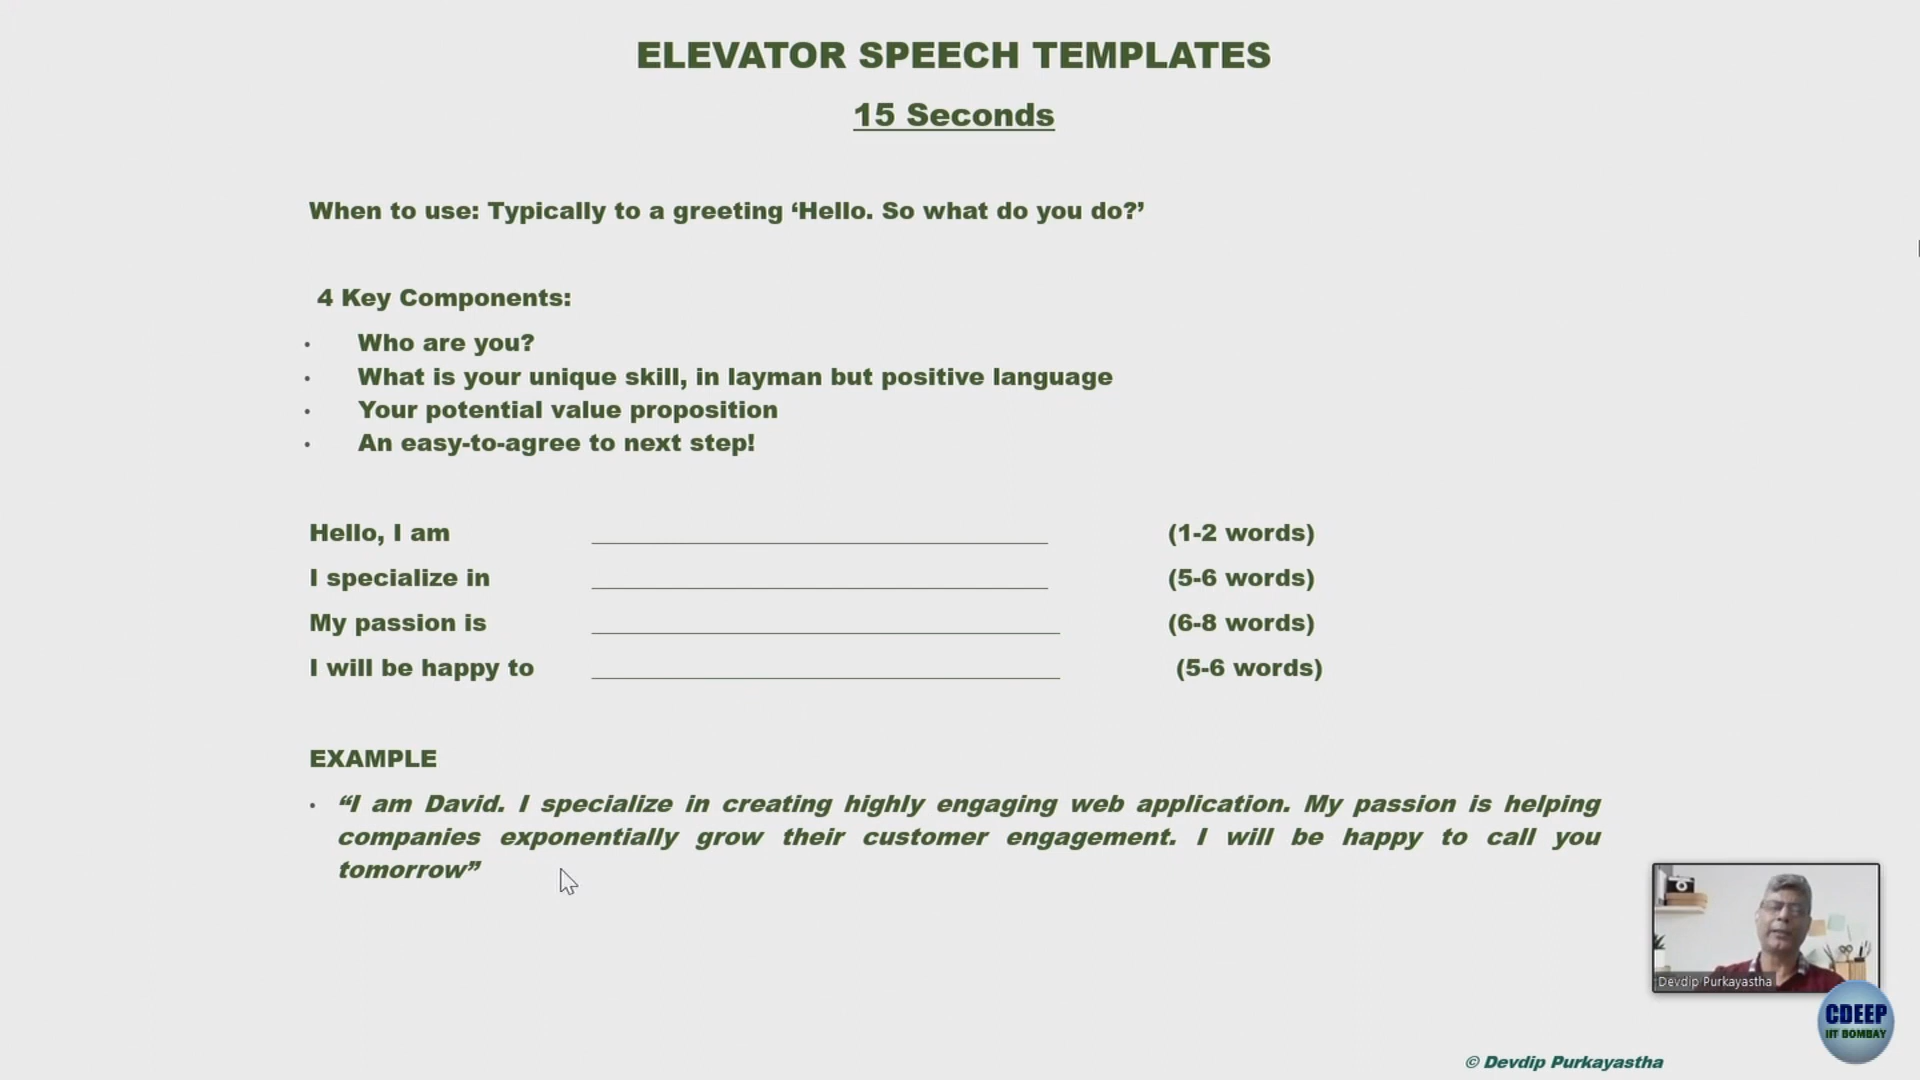 ELEVATOR SPEECH TEMPLATES
15 Seconds
When to use: Typically to a greeting ‘Hello. So what do you do?’
4 Key Components:
• Who are you?
• What is your unique skill, in layman but positive language
• Your potential value proposition
• An easy-to-agree to next step!
Hello, I am ______________________________ (1-2 words)
I specialize in ______________________________ (5-6 words)
My passion is ______________________________ (6-8 words)
I will be happy to ______________________________ (5-6 words)
EXAMPLE
• “I am David. I specialize in creating highly engaging web application. My passion is helping
companies exponentially grow their customer engagement. I will be happy to call you
tomorrow”
Devdip Purkayastha
CDEEP
IIT BOMBAY
© Devdip Purkayastha